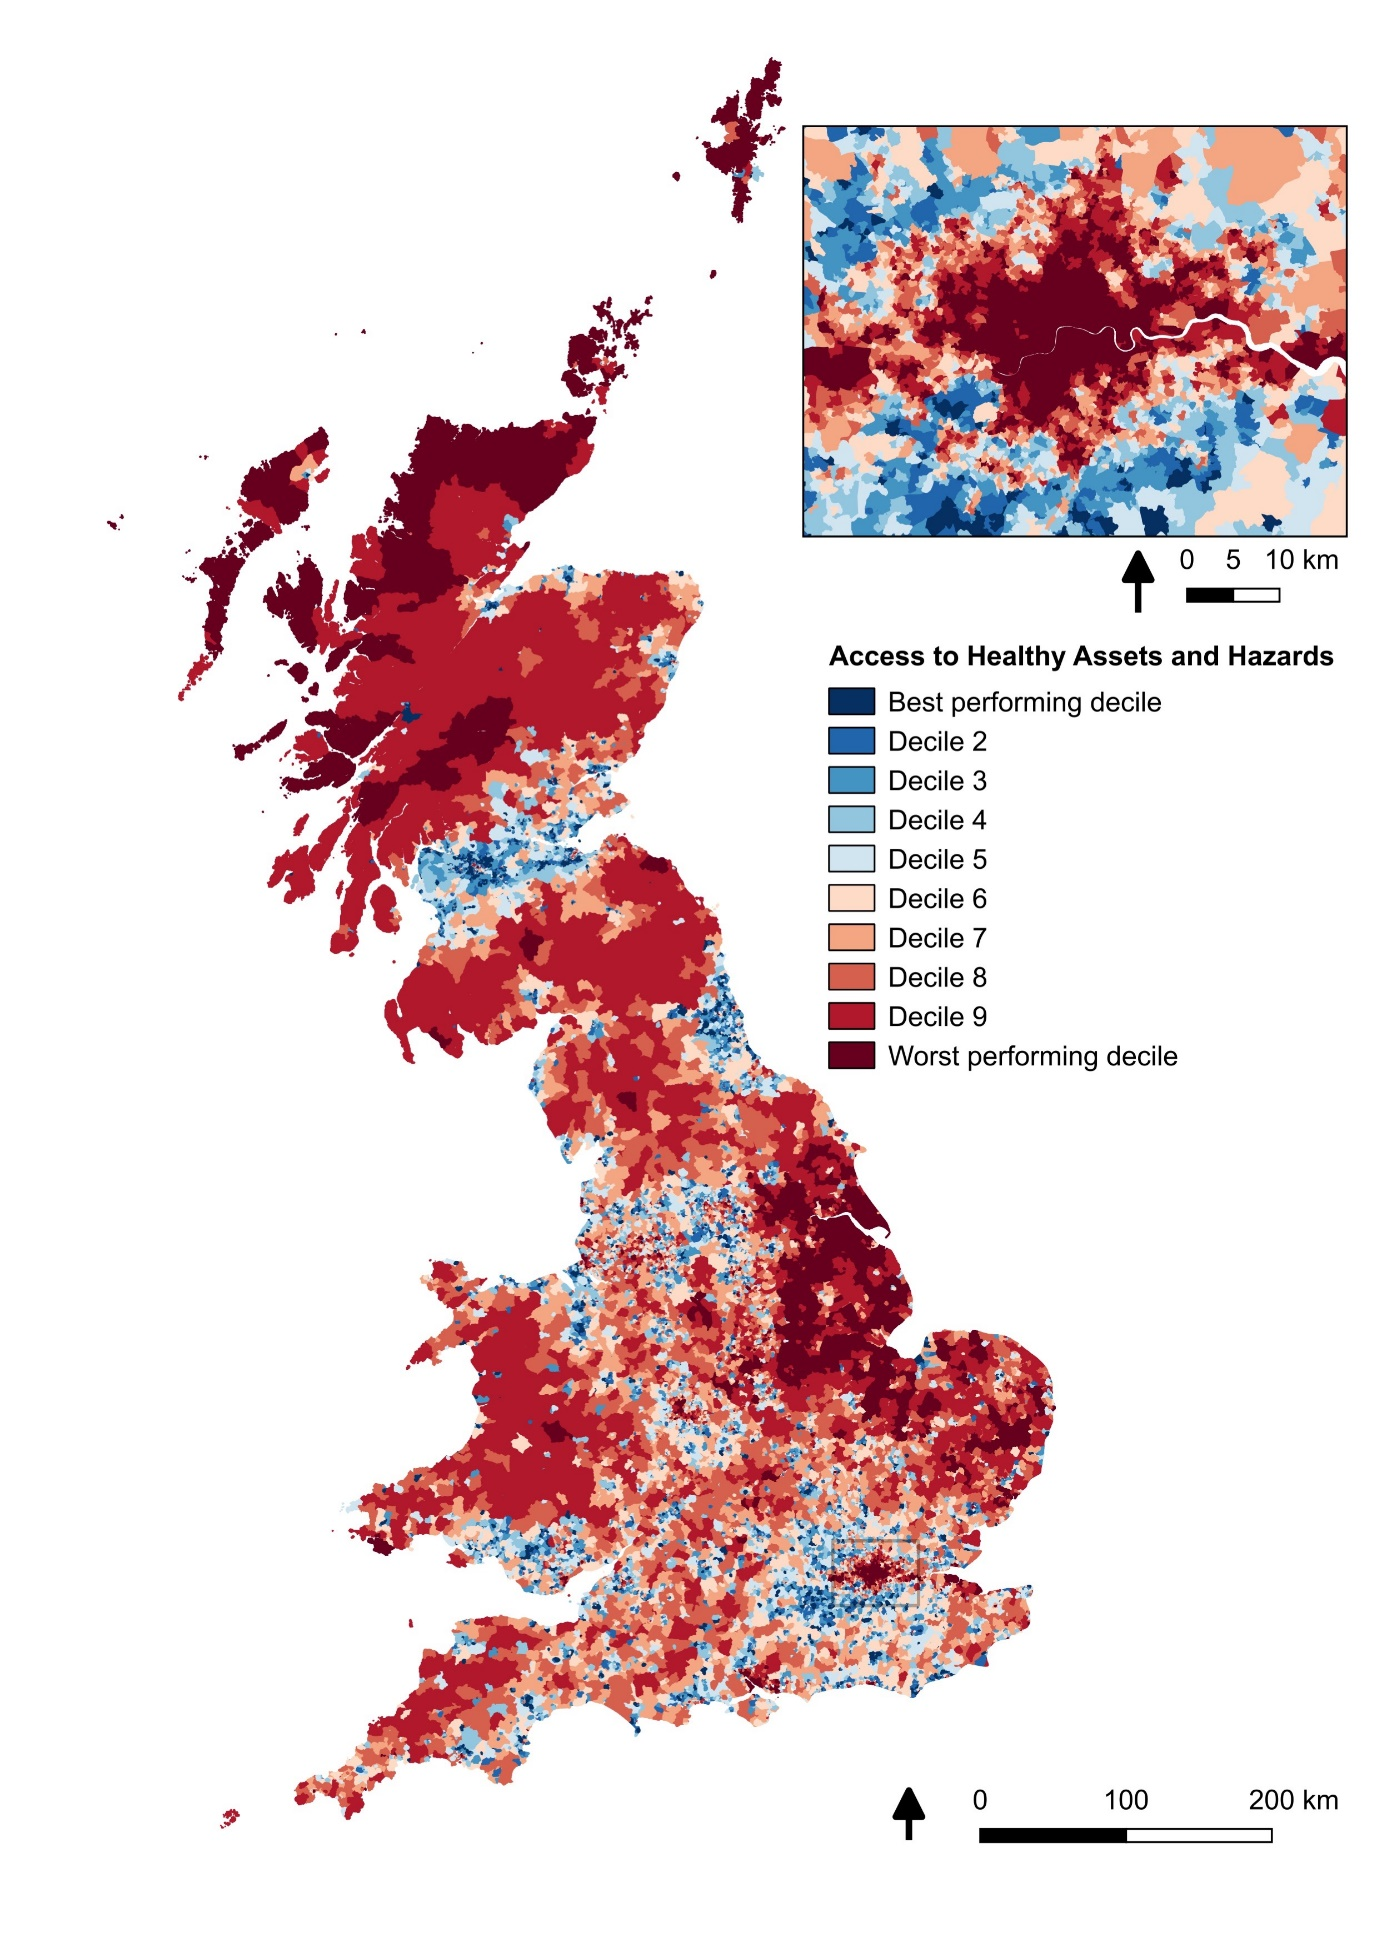 0 5 10 km
Access to Healthy Assets and Hazards
Best performing decile
Decile 2
Decile 3
Decile 4
Decile 5
Decile 6
Decile 7
Decile 8
Decile 9
Worst performing decile
0 100 200 km